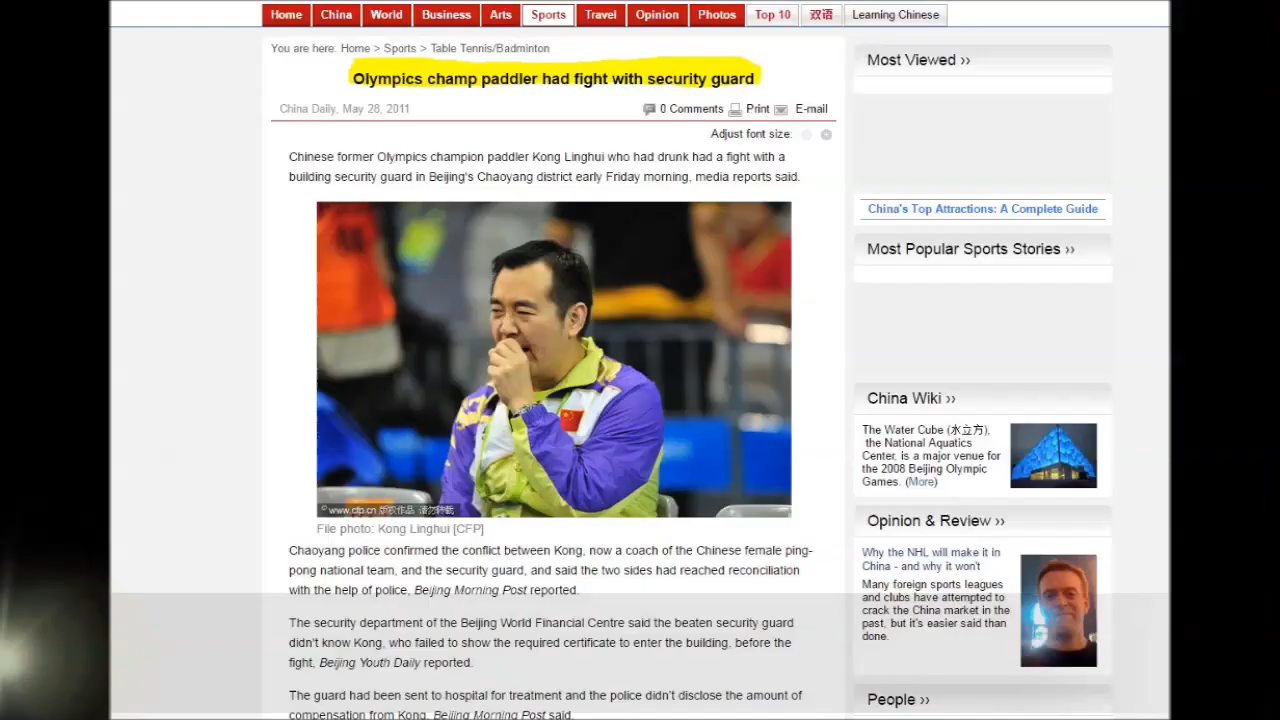 Home China World Business Arts Sports Travel Opinion Photos Top 10 双语 Learning Chinese
You are here: Home > Sports > Table Tennis/Badminton
Olympics champ paddler had fight with security guard
China Daily, May 28, 2011
0 Comments Print E-mail
Adjust font size:
Chinese former Olympics champion paddler Kong Linghui who had drunk had a fight with a
building security guard in Beijing's Chaoyang district early Friday morning, media reports said.
© www.cfp.cn 版权作品 请勿转载
File photo: Kong Linghui [CFP]
Chaoyang police confirmed the conflict between Kong, now a coach of the Chinese female ping-
pong national team, and the security guard, and said the two sides had reached reconciliation
with the help of police, Beijing Morning Post reported.
The security department of the Beijing World Financial Centre said the beaten security guard
didn't know Kong, who failed to show the required certificate to enter the building, before the
fight, Beijing Youth Daily reported.
The guard had been sent to hospital for treatment and the police didn't disclose the amount of
compensation from Kong, Beijing Morning Post said.
Most Viewed ››
China's Top Attractions: A Complete Guide
Most Popular Sports Stories ››
China Wiki ››
The Water Cube (水立方),
the National Aquatics
Center, is a major venue for
the 2008 Beijing Olympic
Games. (More)
Opinion & Review ››
Why the NHL will make it in
China - and why it won't
Many foreign sports leagues
and clubs have attempted to
crack the China market in the
past, but it's easier said than
done.
People ››